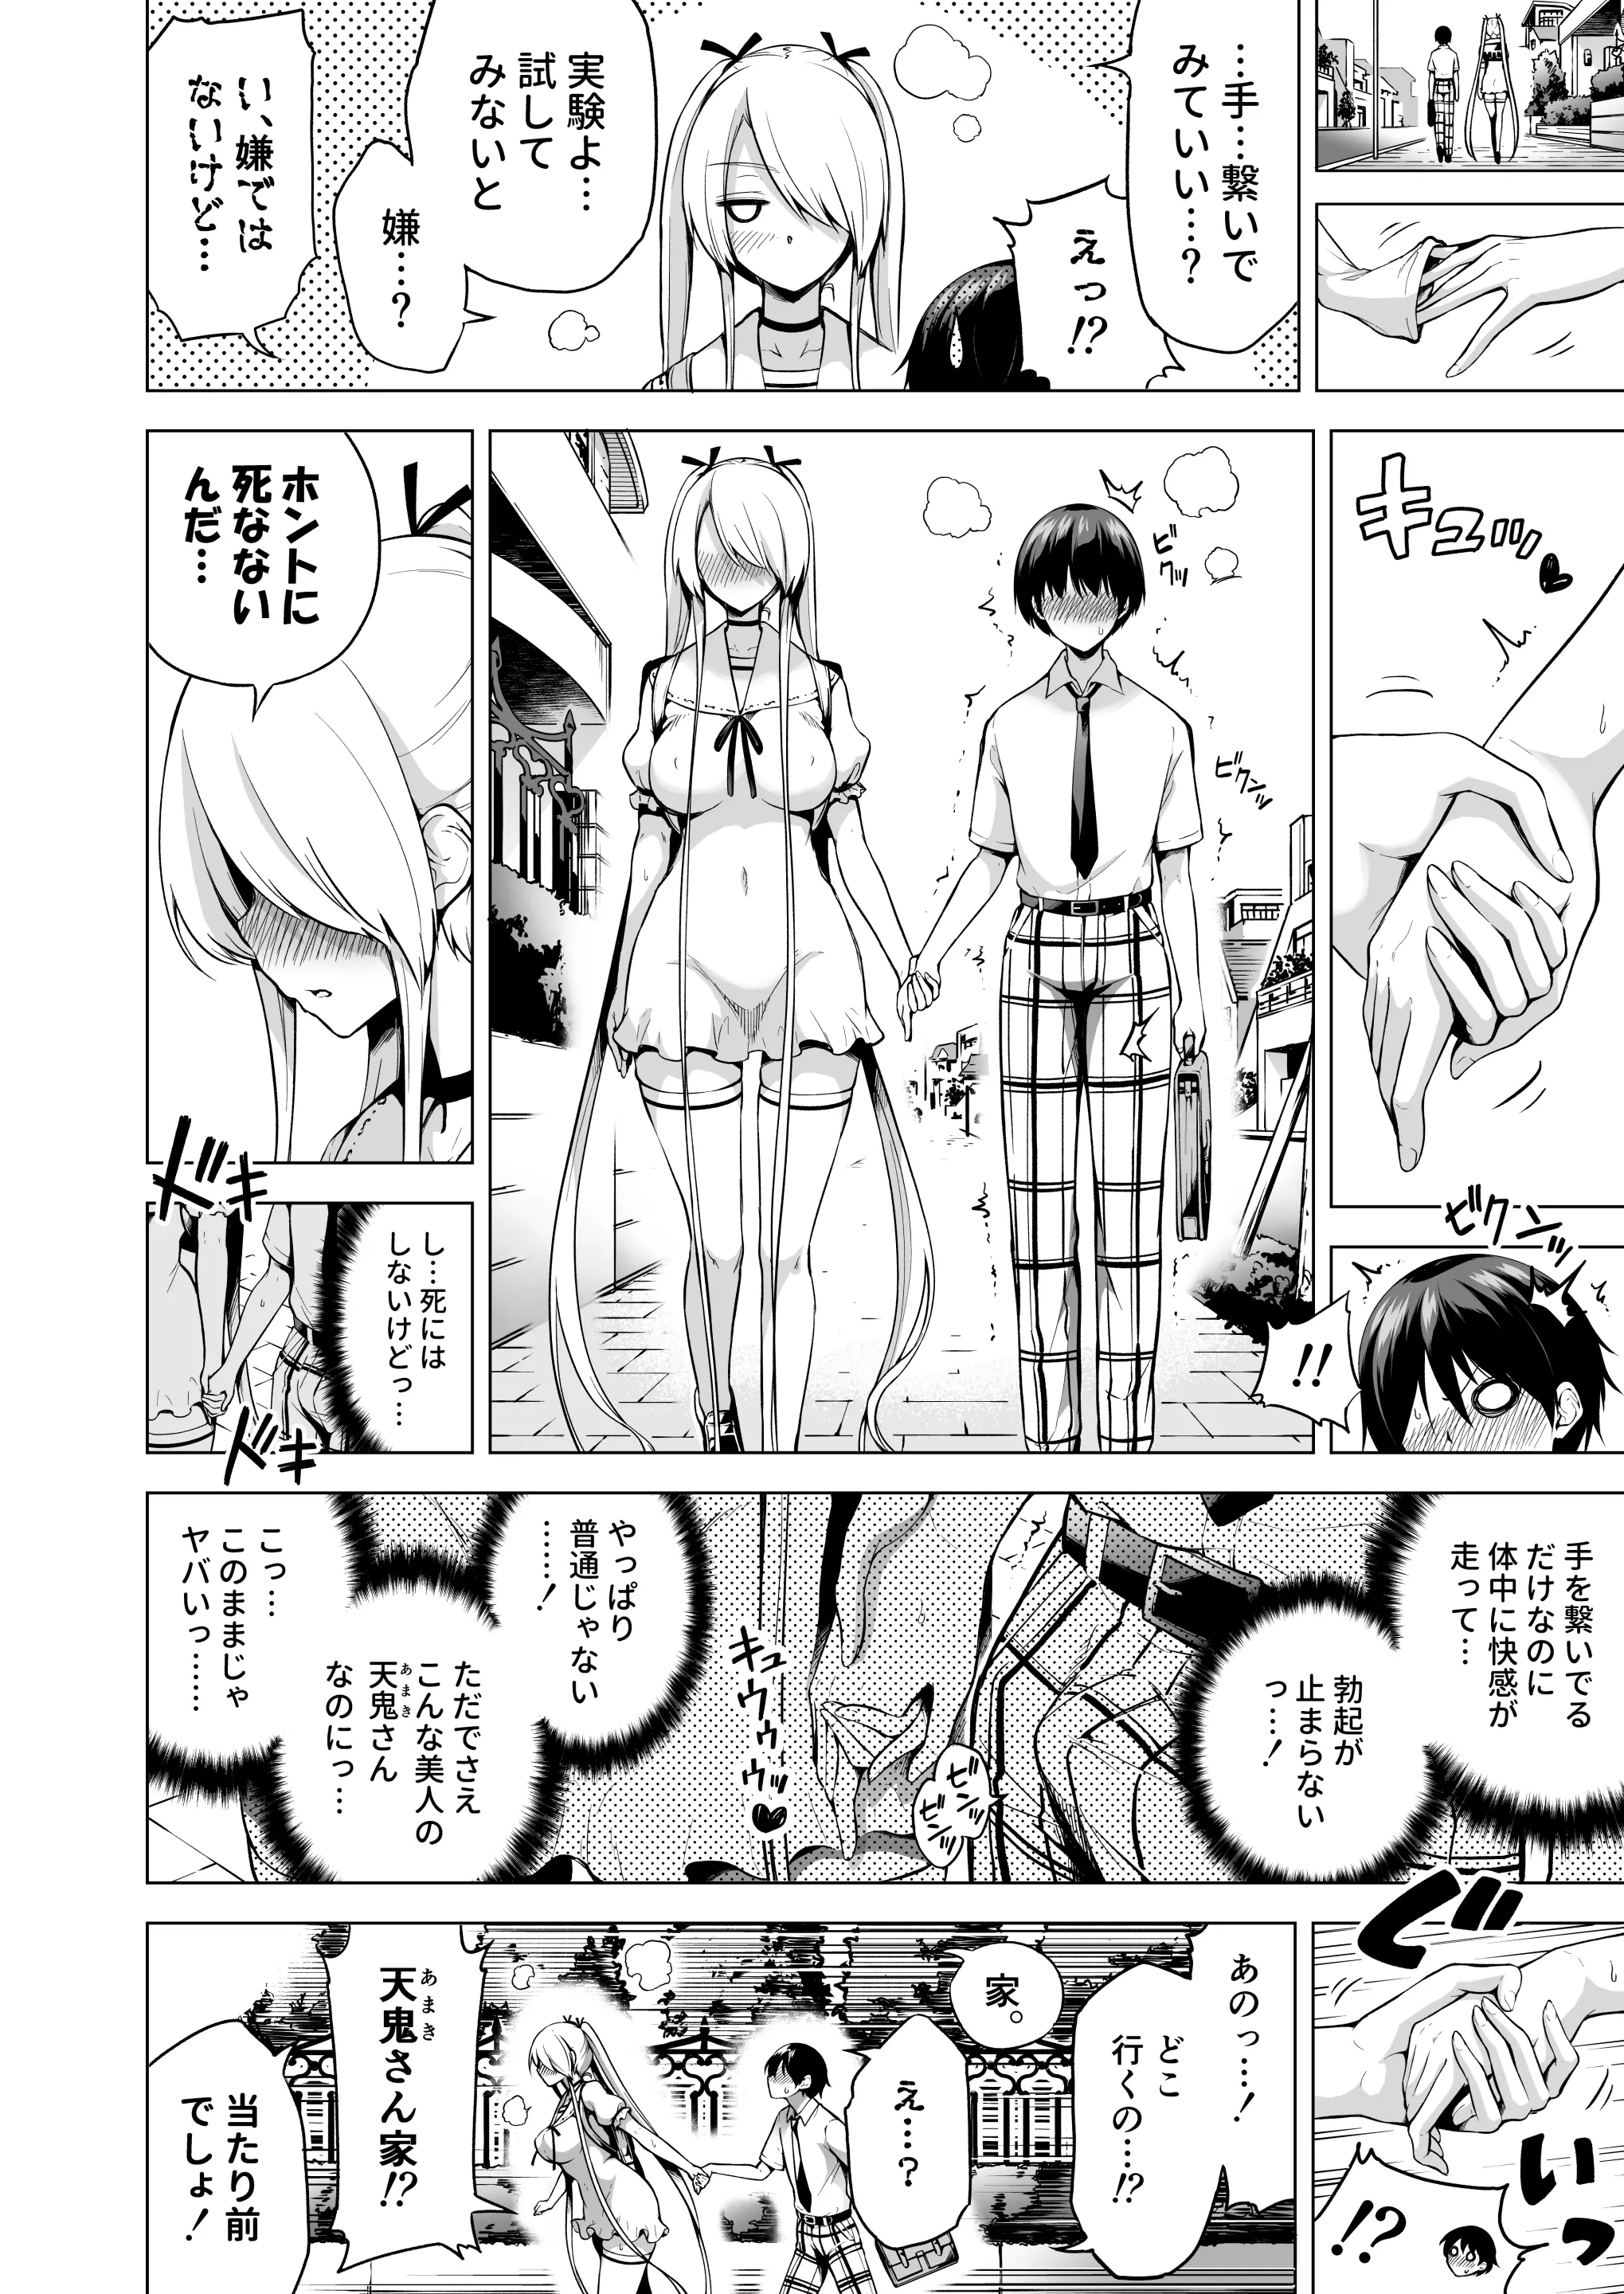 …手…繋いで
みていい…?
えっ!?
実験よ…
試して
みないと
嫌…?
い、嫌では
ないけど…
キュッッ
ビクンッ
!!
ビクッ
ビクンッ
ホントに
死なない
んだ…
ドキ
し…死には
しないけどっ…
ドキ
手を繋いでる
だけなのに
体中に快感が
走って…
勃起が
止まらない
っ…!
ビンッ
ビンッ
キュウゥゥッ
やっぱり
普通じゃない
……!
ただでさえ
こんな美人の
天鬼さん
あまき
なのにっ…
こっ…
このままじゃ
ヤバいっ……
ぐいっ
!?
あのっ…!
どこ
行くの…!?
家。
え…?
天鬼さん家!?
あまき
当たり前
でしょ!